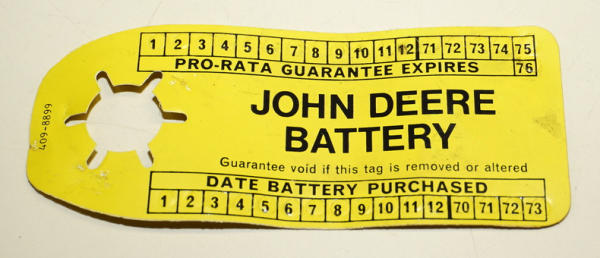 1 2 3 4 5 6 7 8 9 10 11 12 71 72 73 74 75
PRO-RATA GUARANTEE EXPIRES 76
JOHN DEERE
BATTERY
Guarantee void if this tag is removed or altered
DATE BATTERY PURCHASED
1 2 3 4 5 6 7 8 9 10 11 12 70 71 72 73
409-8899